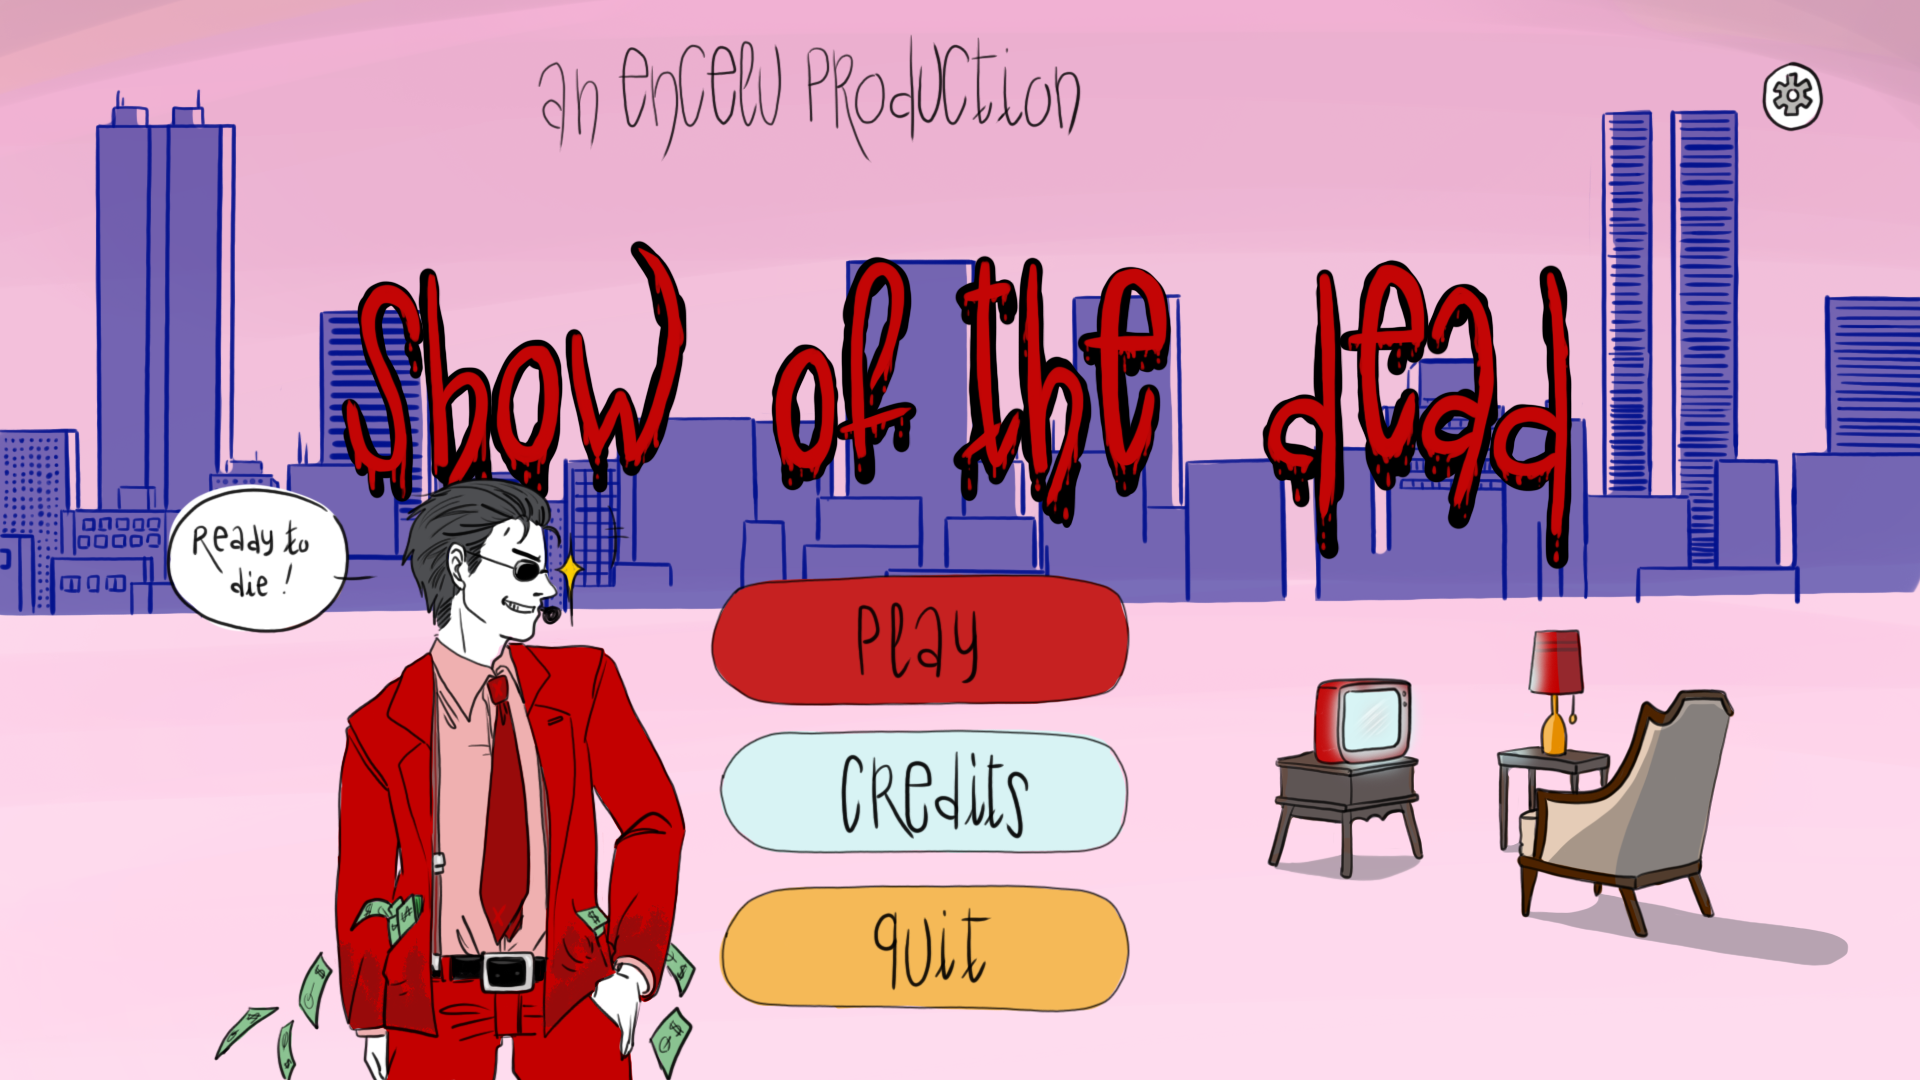 an encelu production
Show of the dead
Ready to
die !
Play
Credits
quit